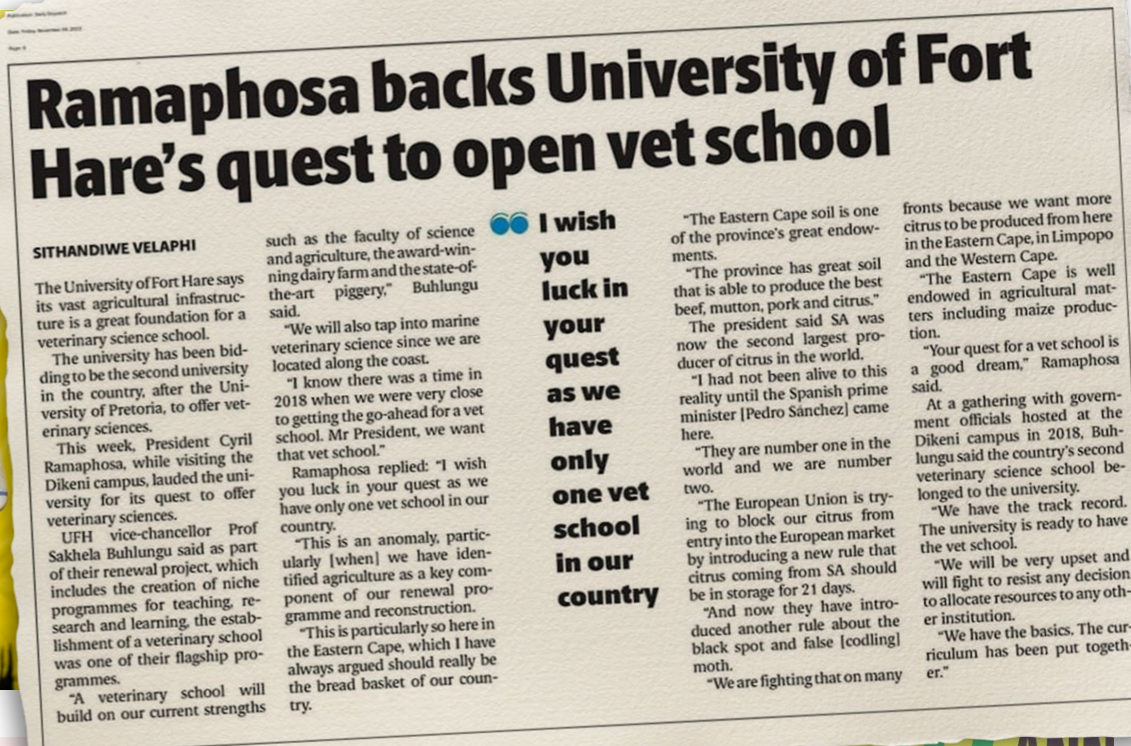 Publication: Daily Dispatch
Date: Friday, November 04, 2022
Page: 6
Ramaphosa backs University of Fort
Hare's quest to open vet school
SITHANDIWE VELAPHI
The University of Fort Hare says
its vast agricultural infrastruc-
ture is a great foundation for a
veterinary science school.
The university has been bid-
ding to be the second university
in the country, after the Uni-
versity of Pretoria, to offer vet-
erinary sciences.
This week, President Cyril
Ramaphosa, while visiting the
Dikeni campus, lauded the uni-
versity for its quest to offer
veterinary sciences.
UFH vice-chancellor Prof
Sakhela Buhlungu said as part
of their renewal project, which
includes the creation of niche
programmes for teaching, re-
search and learning, the estab-
lishment of a veterinary school
was one of their flagship pro-
grammes.
"A veterinary school will
build on our current strengths
such as the faculty of science
and agriculture, the award-win-
ning dairy farm and the state-of-
the-art piggery," Buhlungu
said.
"We will also tap into marine
veterinary science since we are
located along the coast.
"I know there was a time in
2018 when we were very close
to getting the go-ahead for a vet
school. Mr President, we want
that vet school."
Ramaphosa replied: "I wish
you luck in your quest as we
have only one vet school in our
country.
"This is an anomaly, partic-
ularly [when] we have iden-
tified agriculture as a key com-
ponent of our renewal pro-
gramme and reconstruction.
"This is particularly so here in
the Eastern Cape, which I have
always argued should really be
the bread basket of our coun-
try.
“ I wish
you
luck in
your
quest
as we
have
only
one vet
school
in our
country
"The Eastern Cape soil is one
of the province's great endow-
ments.
"The province has great soil
that is able to produce the best
beef, mutton, pork and citrus."
The president said SA was
now the second largest pro-
ducer of citrus in the world.
"I had not been alive to this
reality until the Spanish prime
minister [Pedro Sánchez] came
here.
"They are number one in the
world and we are number
two.
"The European Union is try-
ing to block our citrus from
entry into the European market
by introducing a new rule that
citrus coming from SA should
be in storage for 21 days.
"And now they have intro-
duced another rule about the
black spot and false [codling]
moth.
"We are fighting that on many
fronts because we want more
citrus to be produced from here
in the Eastern Cape, in Limpopo
and the Western Cape.
"The Eastern Cape is well
endowed in agricultural mat-
ters including maize produc-
tion.
"Your quest for a vet school is
a good dream," Ramaphosa
said.
At a gathering with govern-
ment officials hosted at the
Dikeni campus in 2018, Buh-
lungu said the country's second
veterinary science school be-
longed to the university.
"We have the track record.
The university is ready to have
the vet school.
"We will be very upset and
will fight to resist any decision
to allocate resources to any oth-
er institution.
"We have the basics. The cur-
riculum has been put togeth-
er."